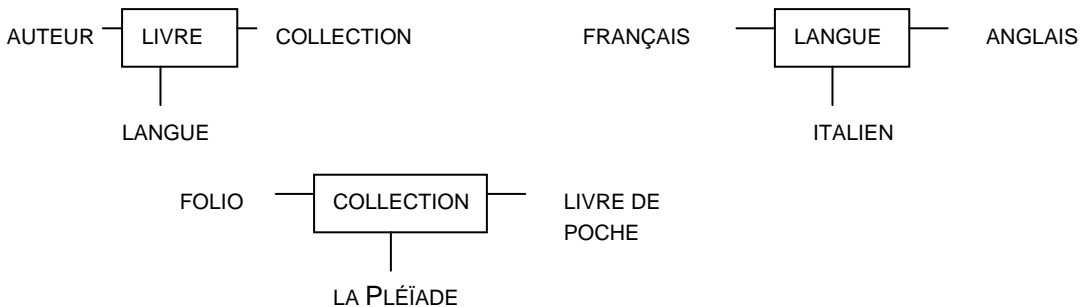 AUTEUR LIVRE COLLECTION
LANGUE
FRANÇAIS LANGUE ANGLAIS
ITALIEN
FOLIO COLLECTION LIVRE DE
POCHE
LA PLÉÏADE